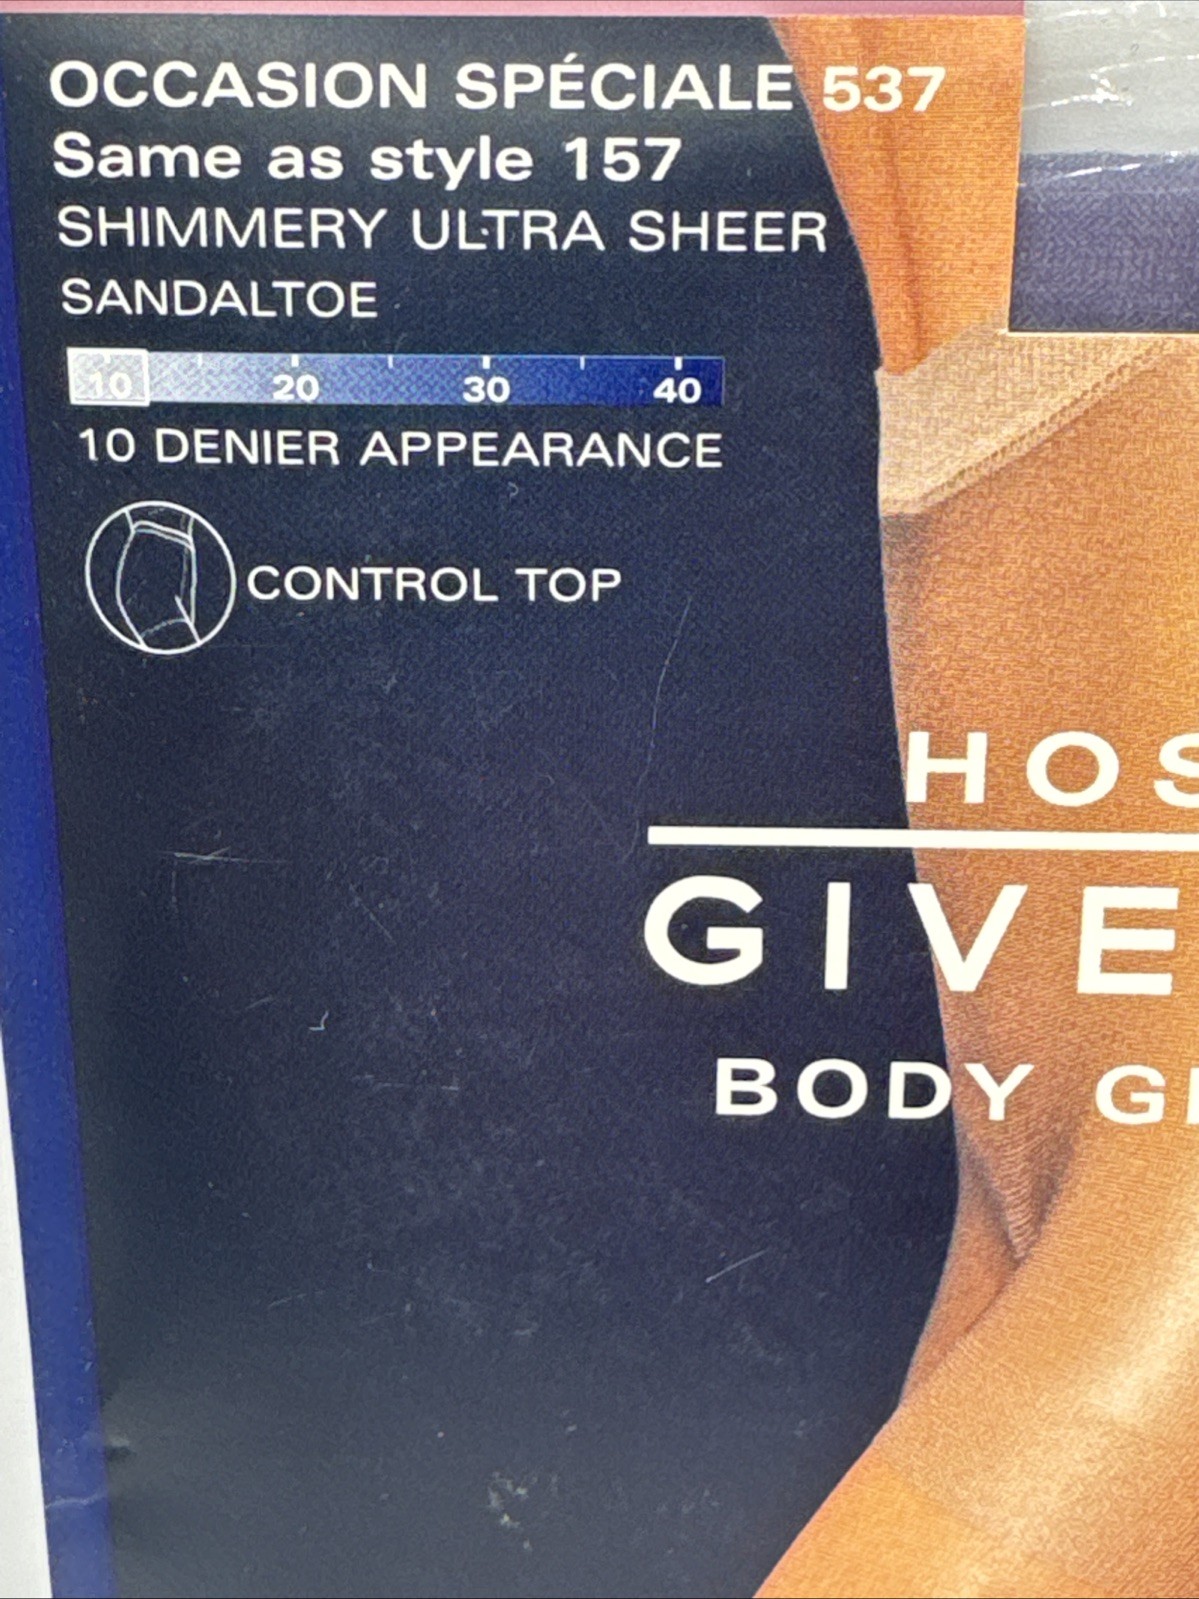 OCCASION SPÉCIALE 537
Same as style 157
SHIMMERY ULTRA SHEER
SANDALTOE
10 20 30 40
10 DENIER APPEARANCE
CONTROL TOP
HOS
GIVE
BODY